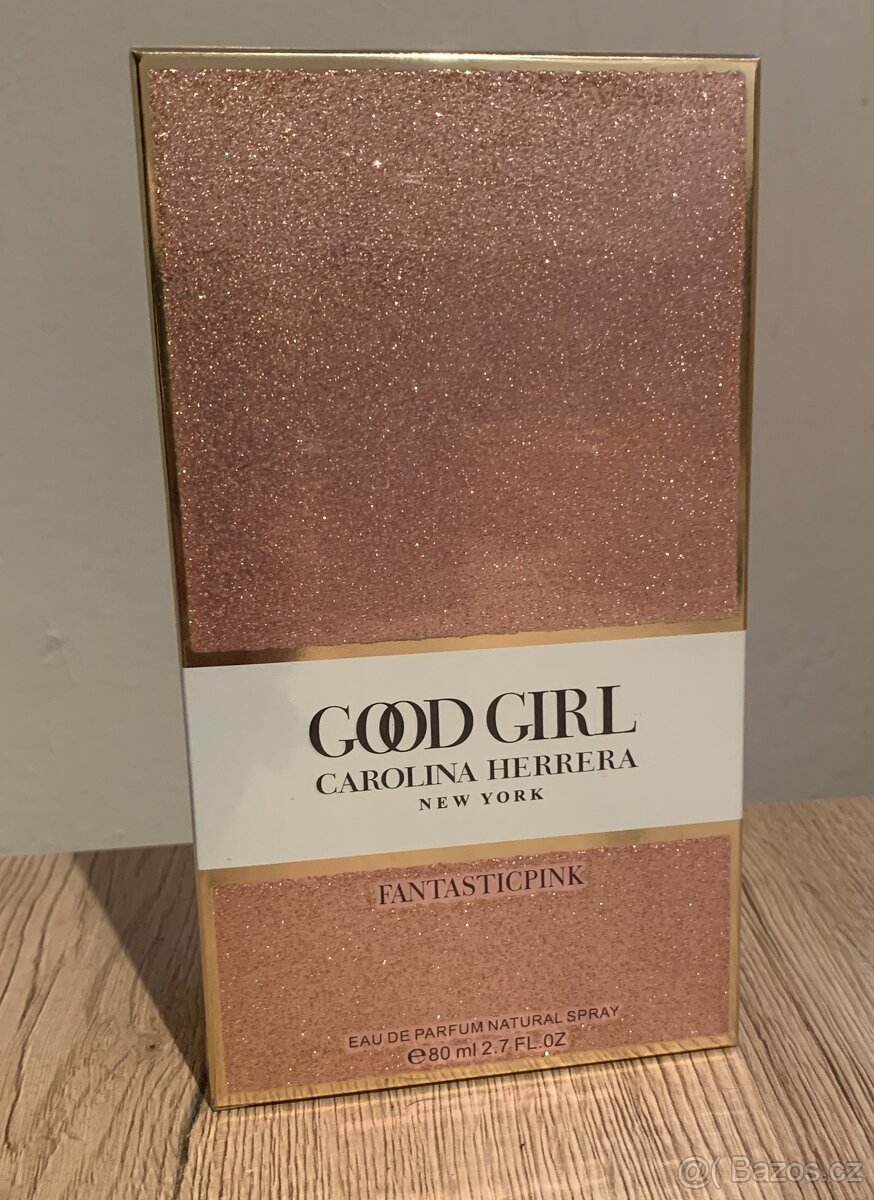 GOOD GIRL
CAROLINA HERRERA
NEW YORK
FANTASTICPINK
EAU DE PARFUM NATURAL SPRAY
℮80 ml 2.7 FL.OZ
@( Bazos.cz